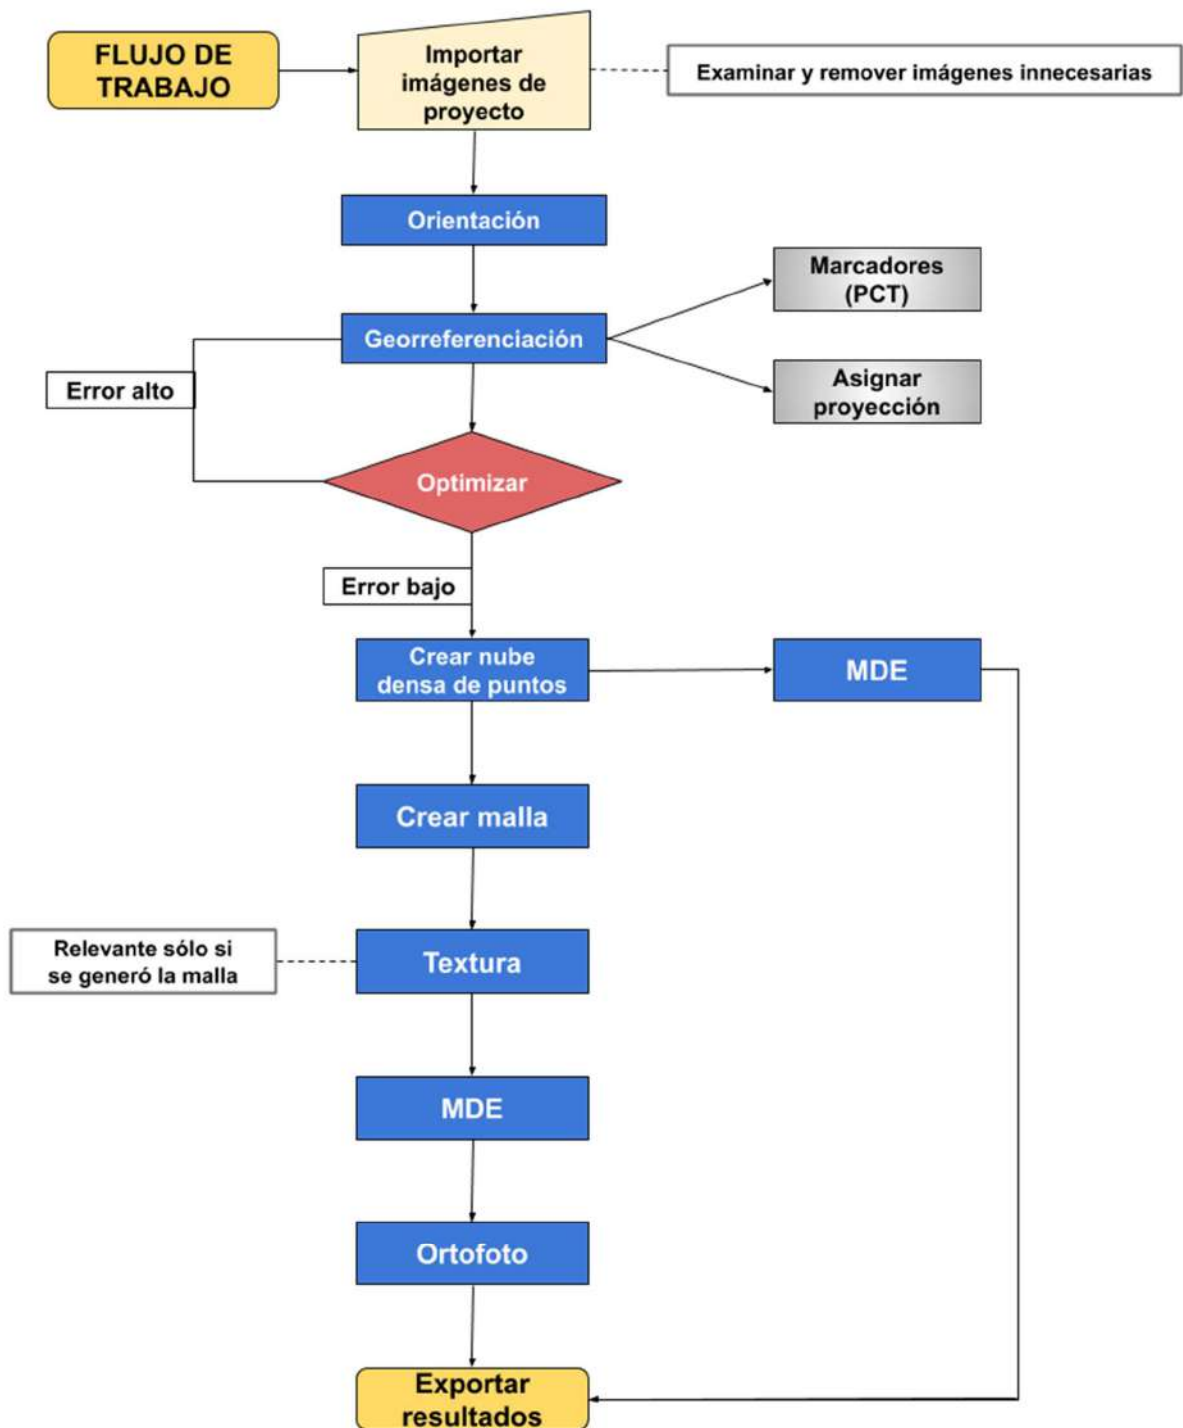 FLUJO DE
TRABAJO
Importar
imágenes de
proyecto
Examinar y remover imágenes innecesarias
Orientación
Marcadores
(PCT)
Georreferenciación
Error alto
Asignar
proyección
Optimizar
Error bajo
Crear nube
densa de puntos
MDE
Crear malla
Relevante sólo si
se generó la malla
Textura
MDE
Ortofoto
Exportar
resultados